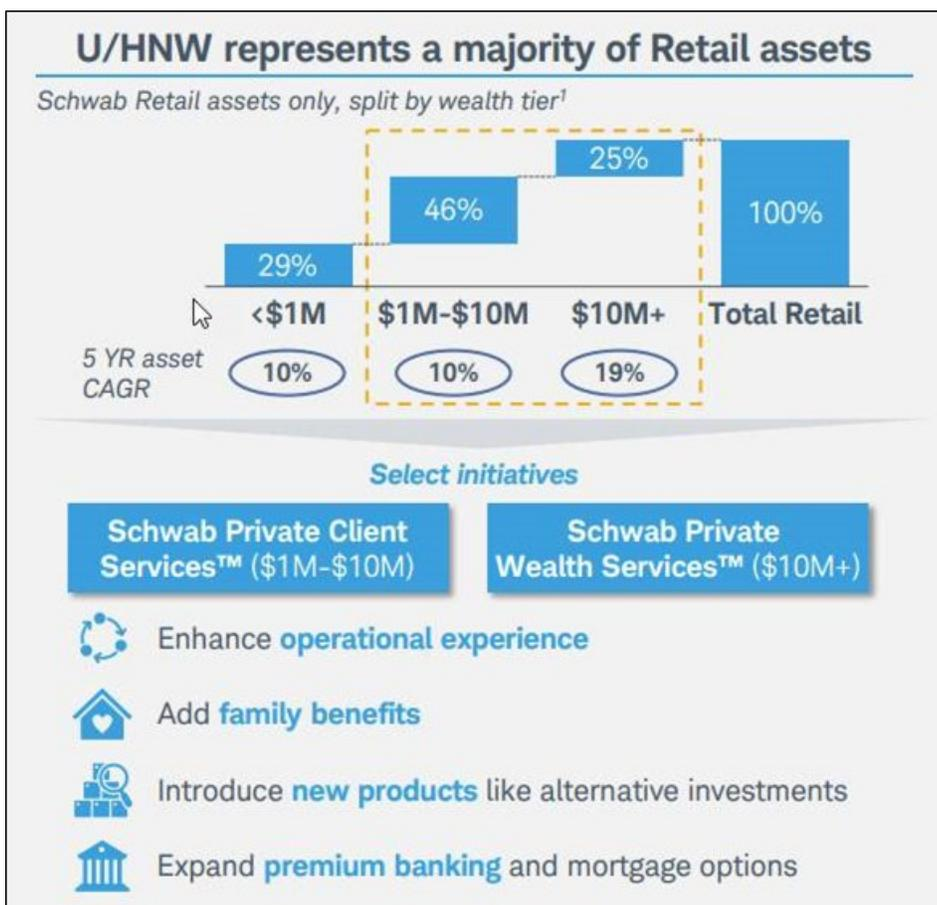 U/HNW represents a majority of Retail assets
Schwab Retail assets only, split by wealth tier¹
25%
46%
100%
29%
<$1M $1M-$10M $10M+ Total Retail
5 YR asset
CAGR
10% 10% 19%
Select initiatives
Schwab Private Client
Services™ ($1M-$10M)
Schwab Private
Wealth Services™ ($10M+)
Enhance operational experience
Add family benefits
Introduce new products like alternative investments
Expand premium banking and mortgage options